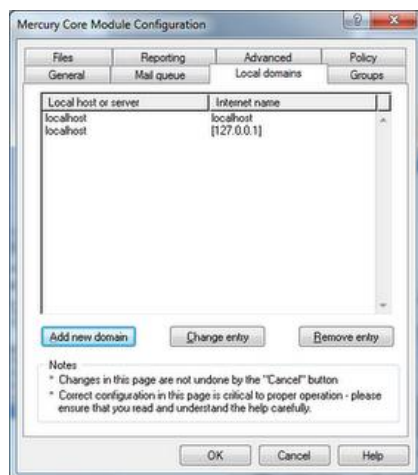 Mercury Core Module Configuration
Files Reporting Advanced Policy
General Mail queue Local domains Groups
Local host or server Internet name
localhost localhost
localhost [127.0.0.1]
Add new domain Change entry Remove entry
Notes
* Changes in this page are not undone by the "Cancel" button
* Correct configuration in this page is critical to proper operation - please
ensure that you read and understand the help carefully.
OK Cancel Help